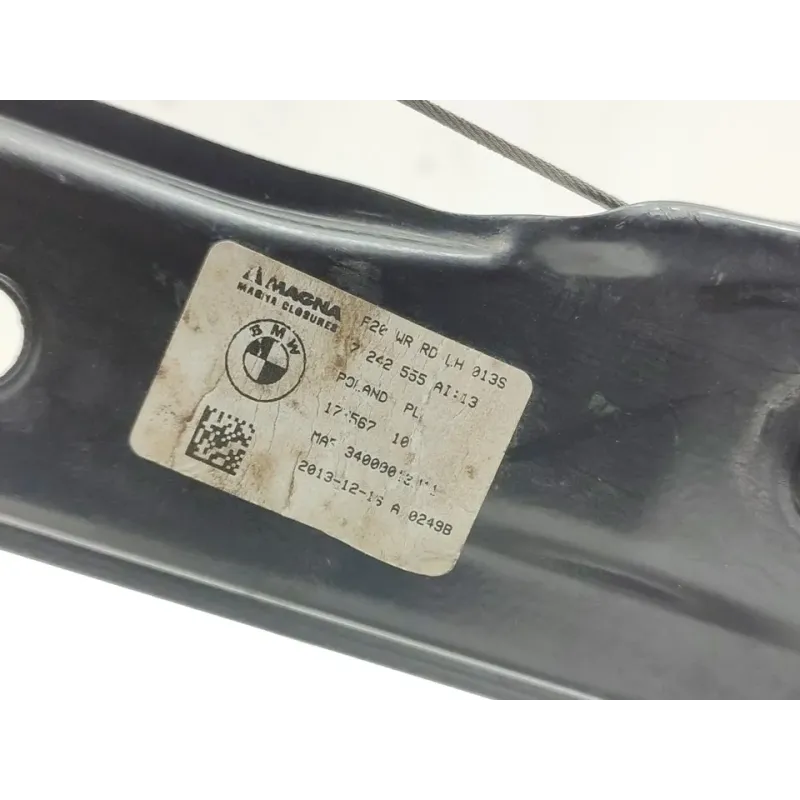 MAGNA
MAGNA CLOSURES
BMW
F20 WR RD LH 013S
7 242 555 AI:13
POLAND PL
10
2013-12-16 A 0249B